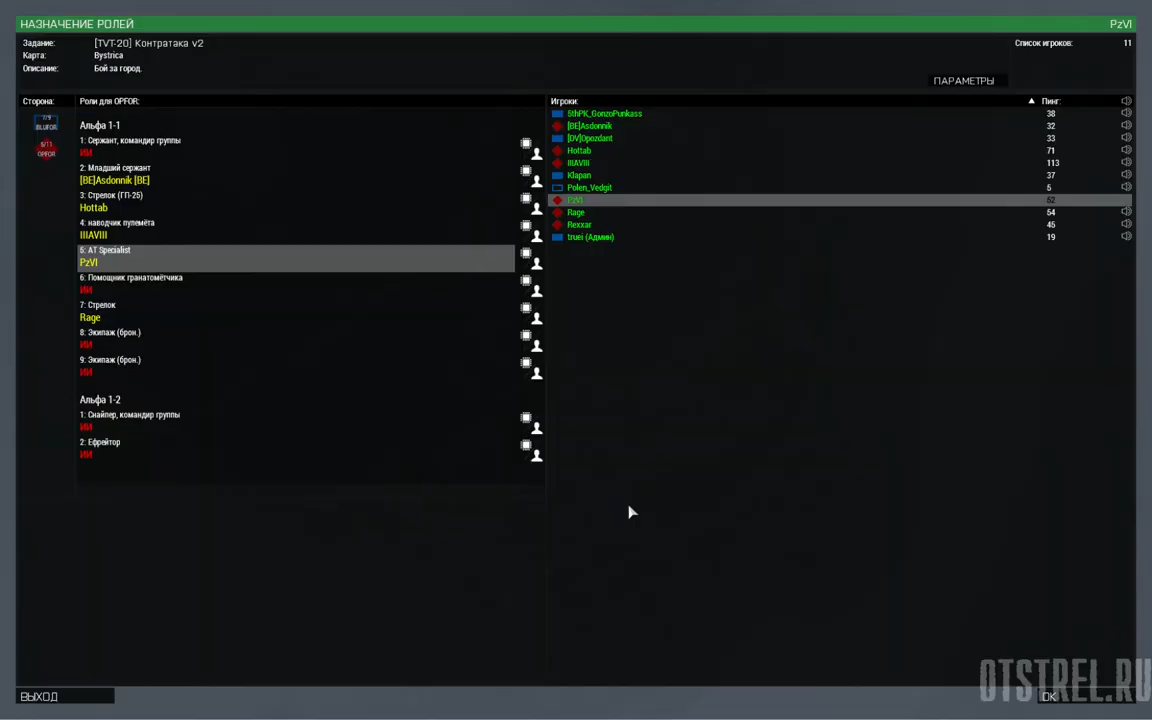 НАЗНАЧЕНИЕ РОЛЕЙ
PzVI
Задание: [TVT-20] Контратака v2
Список игроков: 11
Карта: Bystrica
Описание: Бой за город.
ПАРАМЕТРЫ
Сторона:
Роли для OPFOR:
Игроки:
Пинг:
BLUFOR
OPFOR
Альфа 1-1
1: Сержант, командир группы
ИИ
2: Младший сержант
[BE]Asdonnik [BE]
3: Стрелок (ГП-25)
Hottab
4: наводчик пулемёта
IIIAVIII
5: AT Specialist
PzVI
6: Помощник гранатомётчика
ИИ
7: Стрелок
Rage
8: Экипаж (брон.)
ИИ
9: Экипаж (брон.)
ИИ
Альфа 1-2
1: Снайпер, командир группы
ИИ
2: Ефрейтор
ИИ
5thPK_GonzoPunkass 38
[BE]Asdonnik 32
[DV]Opozdant 33
Hottab 71
IIIAVIII 113
Klapan 37
Polen_Vedgit 5
PzVI 52
Rage 54
Rexxar 45
truei (Админ) 19
ВЫХОД
OTSTREL.RU
OK